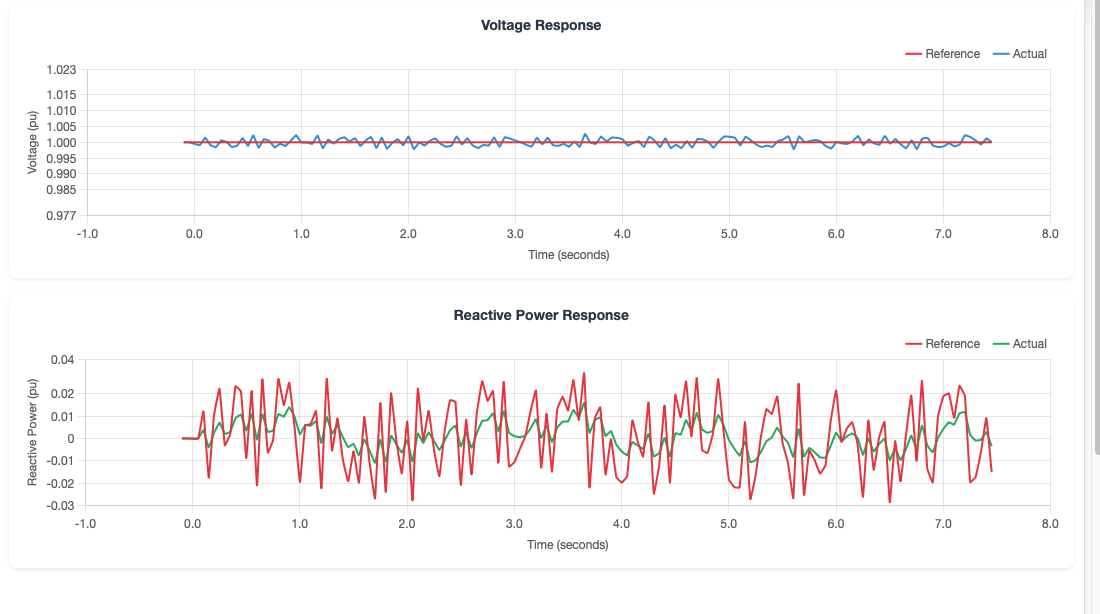 Voltage Response
Reference Actual
1.023
1.015
1.010
1.005
1.000
0.995
0.990
0.985
0.977
Voltage (pu)
-1.0 0.0 1.0 2.0 3.0 4.0 5.0 6.0 7.0 8.0
Time (seconds)
Reactive Power Response
Reference Actual
0.04
0.02
0.01
0
-0.01
-0.02
-0.03
Reactive Power (pu)
-1.0 0.0 1.0 2.0 3.0 4.0 5.0 6.0 7.0 8.0
Time (seconds)